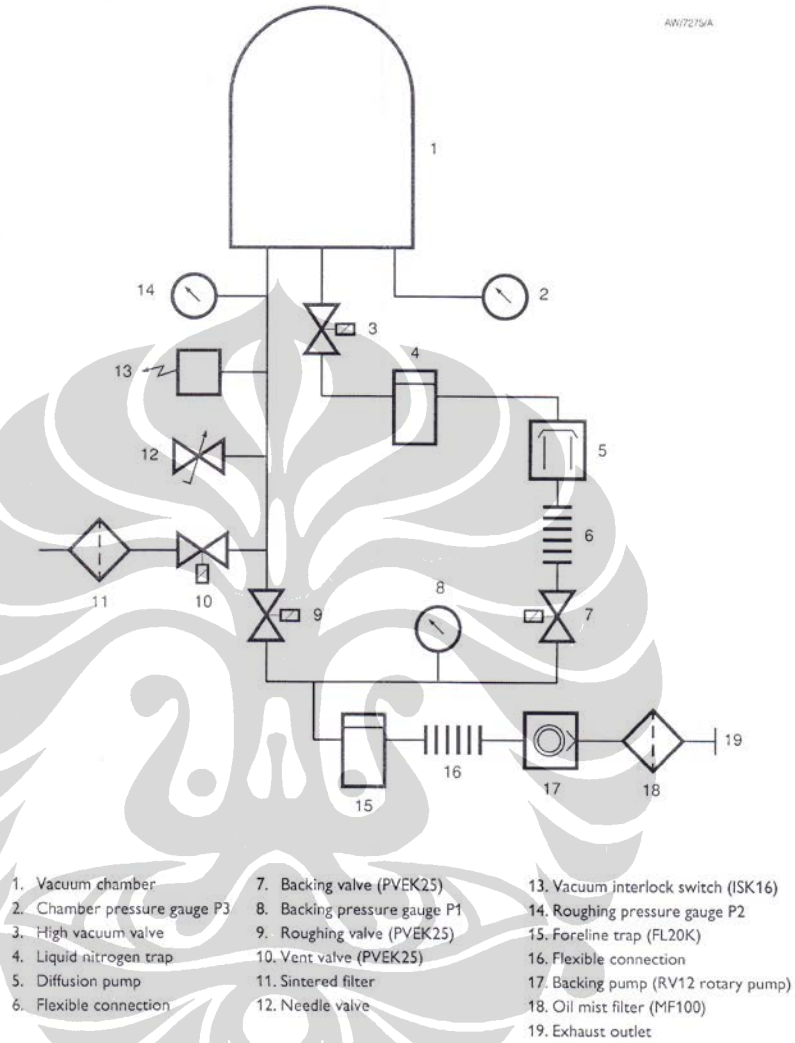 AW/7275/A
1
14
2
3
13
4
12
5
6
11
10
9
8
7
15
16
17
18
19
1. Vacuum chamber
2. Chamber pressure gauge P3
3. High vacuum valve
4. Liquid nitrogen trap
5. Diffusion pump
6. Flexible connection
7. Backing valve (PVEK25)
8. Backing pressure gauge P1
9. Roughing valve (PVEK25)
10. Vent valve (PVEK25)
11. Sintered filter
12. Needle valve
13. Vacuum interlock switch (ISK16)
14. Roughing pressure gauge P2
15. Foreline trap (FL20K)
16. Flexible connection
17. Backing pump (RV12 rotary pump)
18. Oil mist filter (MF100)
19. Exhaust outlet